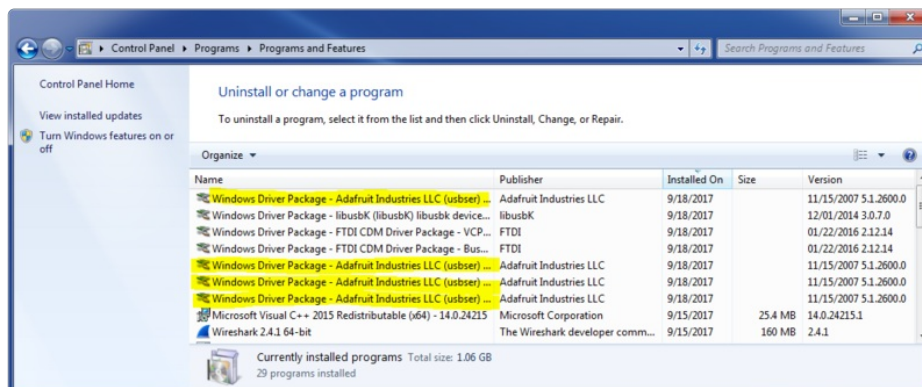 Control Panel Programs Programs and Features Search Programs and Features
Control Panel Home
View installed updates
Turn Windows features on or
off
Uninstall or change a program
To uninstall a program, select it from the list and then click Uninstall, Change, or Repair.
Organize
Name Publisher Installed On Size Version
Windows Driver Package - Adafruit Industries LLC (usbser) ... Adafruit Industries LLC 9/18/2017 11/15/2007 5.1.2600.0
Windows Driver Package - libusbK (libusbK) libusbk device... libusbK 9/18/2017 12/01/2014 3.0.7.0
Windows Driver Package - FTDI CDM Driver Package - VCP... FTDI 9/18/2017 01/22/2016 2.12.14
Windows Driver Package - FTDI CDM Driver Package - Bus... FTDI 9/18/2017 01/22/2016 2.12.14
Windows Driver Package - Adafruit Industries LLC (usbser) ... Adafruit Industries LLC 9/18/2017 11/15/2007 5.1.2600.0
Windows Driver Package - Adafruit Industries LLC (usbser) ... Adafruit Industries LLC 9/18/2017 11/15/2007 5.1.2600.0
Windows Driver Package - Adafruit Industries LLC (usbser) ... Adafruit Industries LLC 9/18/2017 11/15/2007 5.1.2600.0
Microsoft Visual C++ 2015 Redistributable (x64) - 14.0.24215 Microsoft Corporation 9/15/2017 25.4 MB 14.0.24215.1
Wireshark 2.4.1 64-bit The Wireshark developer comm... 9/15/2017 160 MB 2.4.1
Currently installed programs Total size: 1.06 GB
29 programs installed